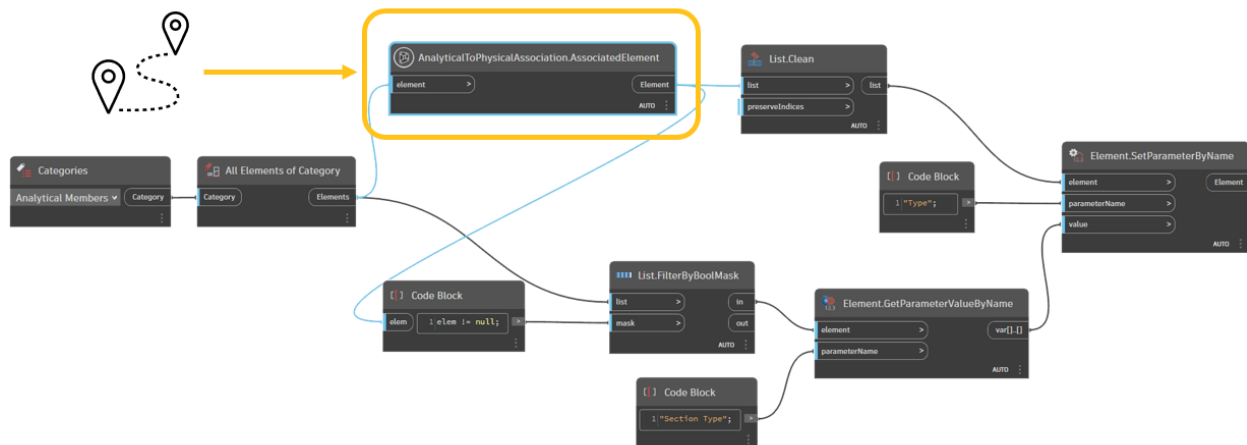 AnalyticalToPhysicalAssociation.AssociatedElement
element >
Element
AUTO
List.Clean
list >
list
preserveIndices >
AUTO
Categories
Analytical Members
Category
All Elements of Category
Category
Elements
Code Block
1 "Type";
>
Element.SetParameterByName
element >
Element
parameterName >
value >
AUTO
Code Block
elem
1 elem != null;
>
List.FilterByBoolMask
list >
in
mask >
out
AUTO
Element.GetParameterValueByName
element >
var[]..[]
parameterName >
AUTO
Code Block
1 "Section Type";
>